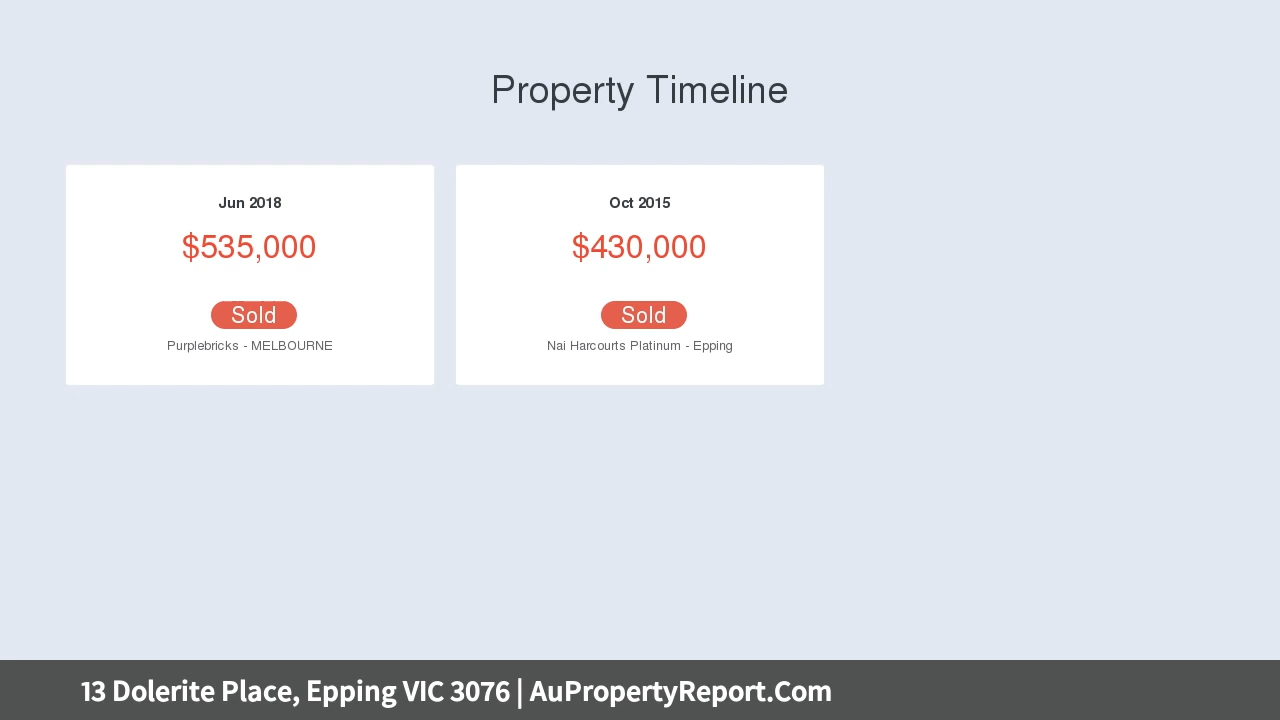 Property Timeline
Jun 2018
$535,000
Sold
Purplebricks - MELBOURNE
Oct 2015
$430,000
Sold
Nai Harcourts Platinum - Epping
13 Dolerite Place, Epping VIC 3076 | AuPropertyReport.Com